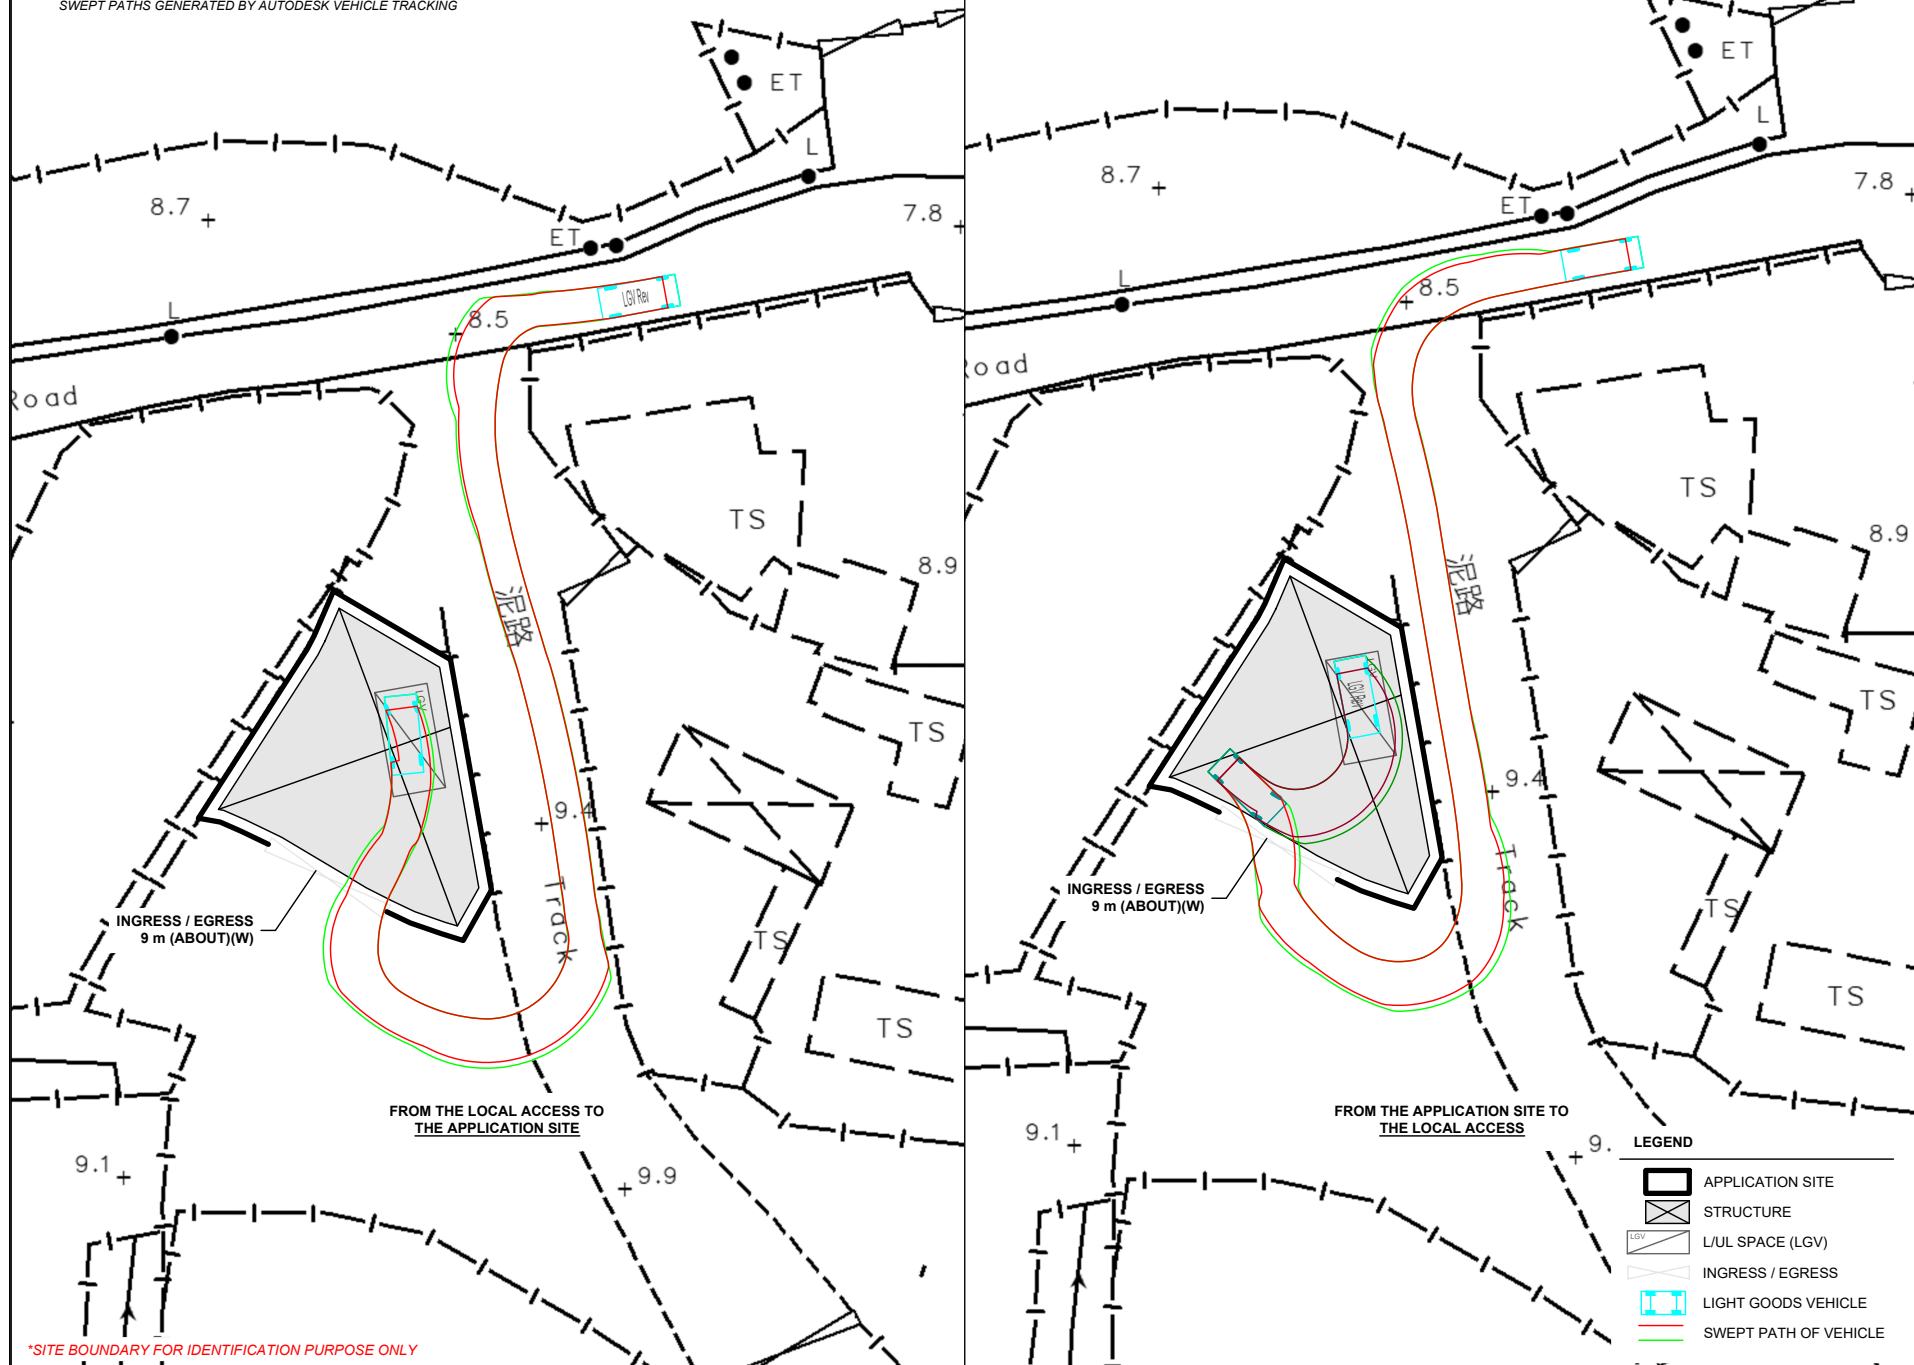 SWEPT PATHS GENERATED BY AUTODESK VEHICLE TRACKING
ET
L
8.7
7.8
ET
L
8.5
LGV Rev
Road
TS
8.9
泥路
TS
LGV
9.4
Track
INGRESS / EGRESS
9 m (ABOUT)(W)
TS
TS
FROM THE LOCAL ACCESS TO
THE APPLICATION SITE
9.1
9.9
*SITE BOUNDARY FOR IDENTIFICATION PURPOSE ONLY
ET
L
8.7
7.8
ET
L
8.5
Road
TS
8.9
泥路
TS
LGV
LGV Rev
9.4
Track
INGRESS / EGRESS
9 m (ABOUT)(W)
TS
TS
FROM THE APPLICATION SITE TO
THE LOCAL ACCESS
9.1
9.
LEGEND
APPLICATION SITE
STRUCTURE
LGV
L/UL SPACE (LGV)
INGRESS / EGRESS
LIGHT GOODS VEHICLE
SWEPT PATH OF VEHICLE